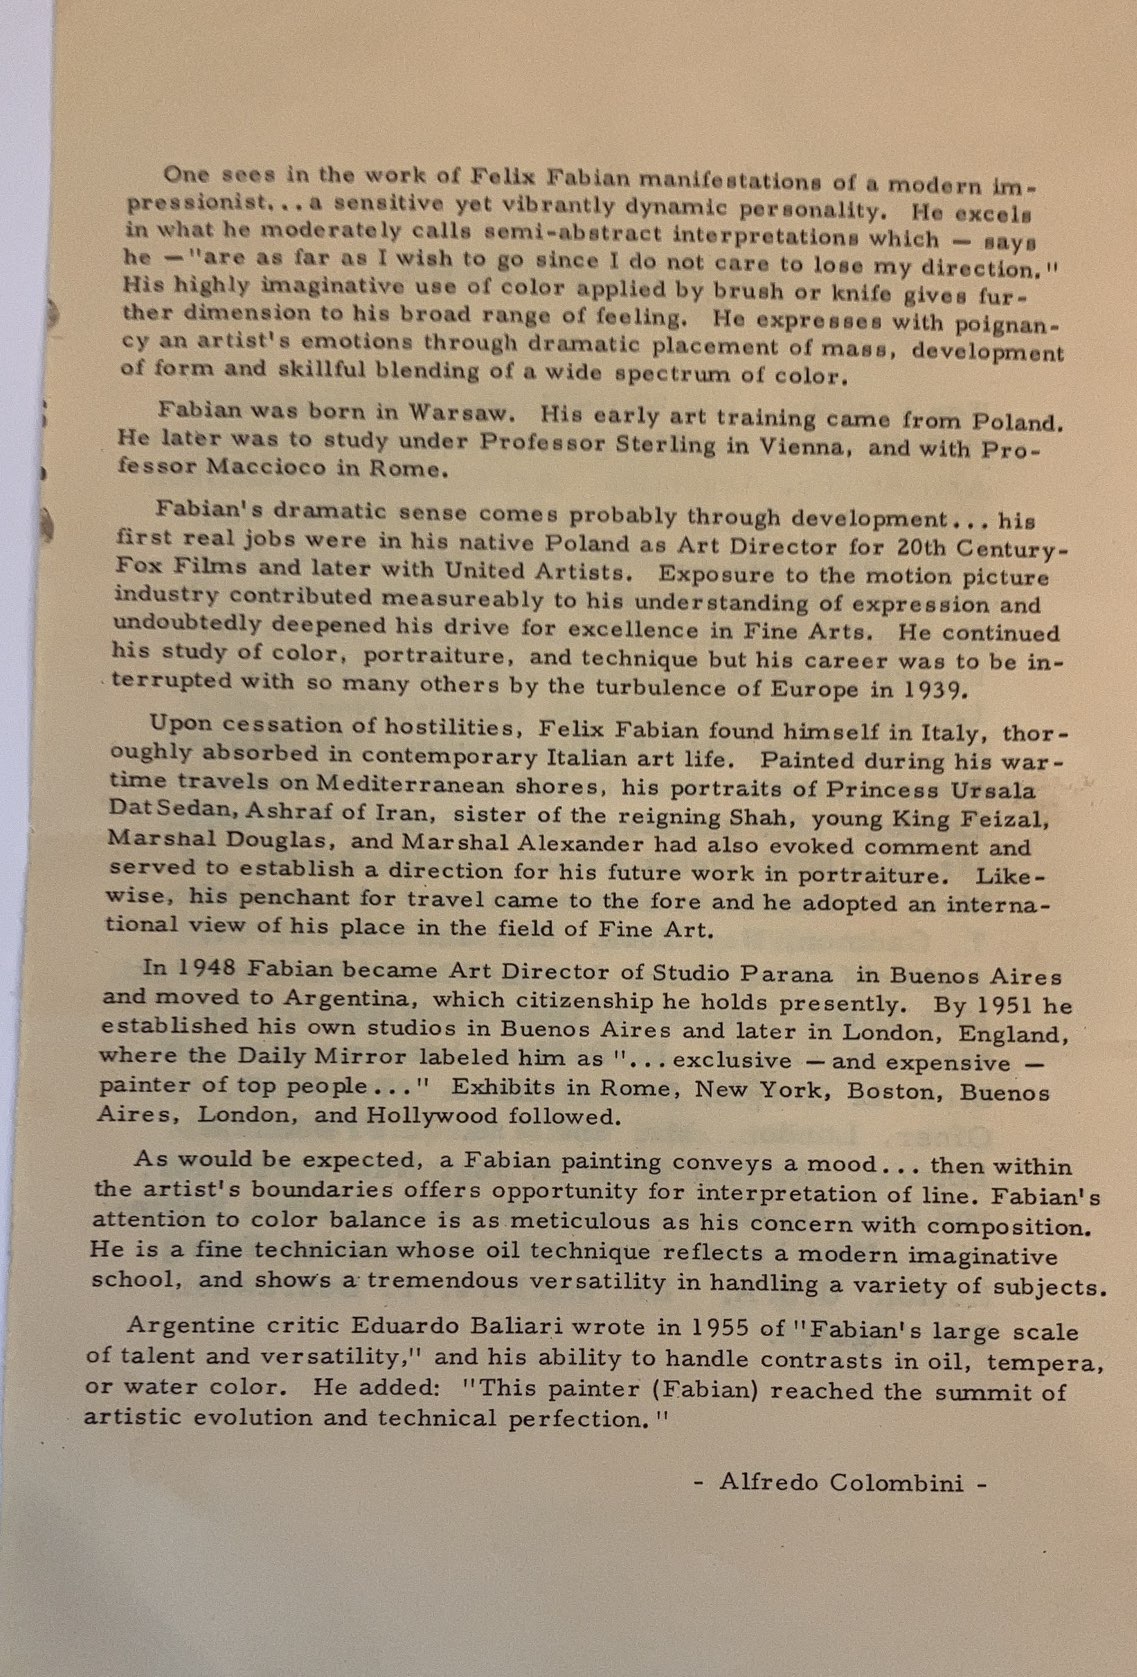 One sees in the work of Felix Fabian manifestations of a modern im-
pressionist...a sensitive yet vibrantly dynamic personality. He excels
in what he moderately calls semi-abstract interpretations which — says
he —"are as far as I wish to go since I do not care to lose my direction."
His highly imaginative use of color applied by brush or knife gives fur-
ther dimension to his broad range of feeling. He expresses with poignan-
cy an artist's emotions through dramatic placement of mass, development
of form and skillful blending of a wide spectrum of color.
Fabian was born in Warsaw. His early art training came from Poland.
He later was to study under Professor Sterling in Vienna, and with Pro-
fessor Maccioco in Rome.
Fabian's dramatic sense comes probably through development... his
first real jobs were in his native Poland as Art Director for 20th Century-
Fox Films and later with United Artists. Exposure to the motion picture
industry contributed measureably to his understanding of expression and
undoubtedly deepened his drive for excellence in Fine Arts. He continued
his study of color, portraiture, and technique but his career was to be in-
terrupted with so many others by the turbulence of Europe in 1939.
Upon cessation of hostilities, Felix Fabian found himself in Italy, thor-
oughly absorbed in contemporary Italian art life. Painted during his war-
time travels on Mediterranean shores, his portraits of Princess Ursala
Dat Sedan, Ashraf of Iran, sister of the reigning Shah, young King Feizal,
Marshal Douglas, and Marshal Alexander had also evoked comment and
served to establish a direction for his future work in portraiture. Like-
wise, his penchant for travel came to the fore and he adopted an interna-
tional view of his place in the field of Fine Art.
In 1948 Fabian became Art Director of Studio Parana in Buenos Aires
and moved to Argentina, which citizenship he holds presently. By 1951 he
established his own studios in Buenos Aires and later in London, England,
where the Daily Mirror labeled him as "...exclusive — and expensive —
painter of top people..." Exhibits in Rome, New York, Boston, Buenos
Aires, London, and Hollywood followed.
As would be expected, a Fabian painting conveys a mood... then within
the artist's boundaries offers opportunity for interpretation of line. Fabian's
attention to color balance is as meticulous as his concern with composition.
He is a fine technician whose oil technique reflects a modern imaginative
school, and shows a tremendous versatility in handling a variety of subjects.
Argentine critic Eduardo Baliari wrote in 1955 of "Fabian's large scale
of talent and versatility," and his ability to handle contrasts in oil, tempera,
or water color. He added: "This painter (Fabian) reached the summit of
artistic evolution and technical perfection."
- Alfredo Colombini -